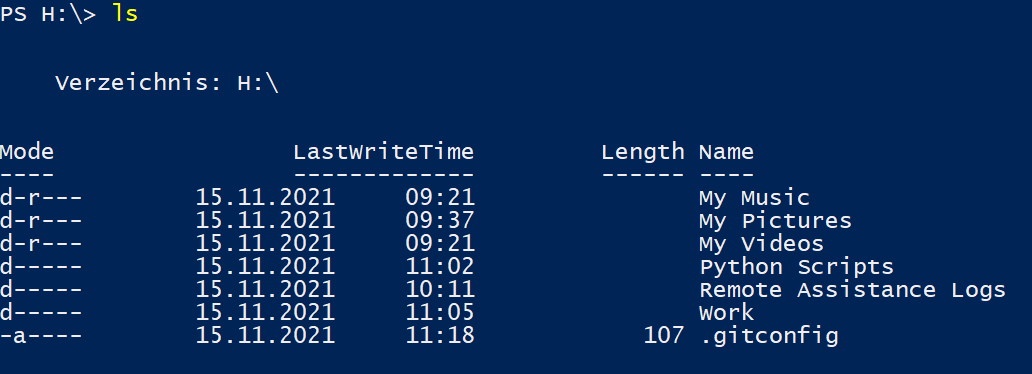 PS H:\> ls
Verzeichnis: H:\
Mode LastWriteTime Length Name
---- ------------- ------ ----
d-r--- 15.11.2021 09:21 My Music
d-r--- 15.11.2021 09:37 My Pictures
d-r--- 15.11.2021 09:21 My Videos
d----- 15.11.2021 11:02 Python Scripts
d----- 15.11.2021 10:11 Remote Assistance Logs
d----- 15.11.2021 11:05 Work
-a---- 15.11.2021 11:18 107 .gitconfig